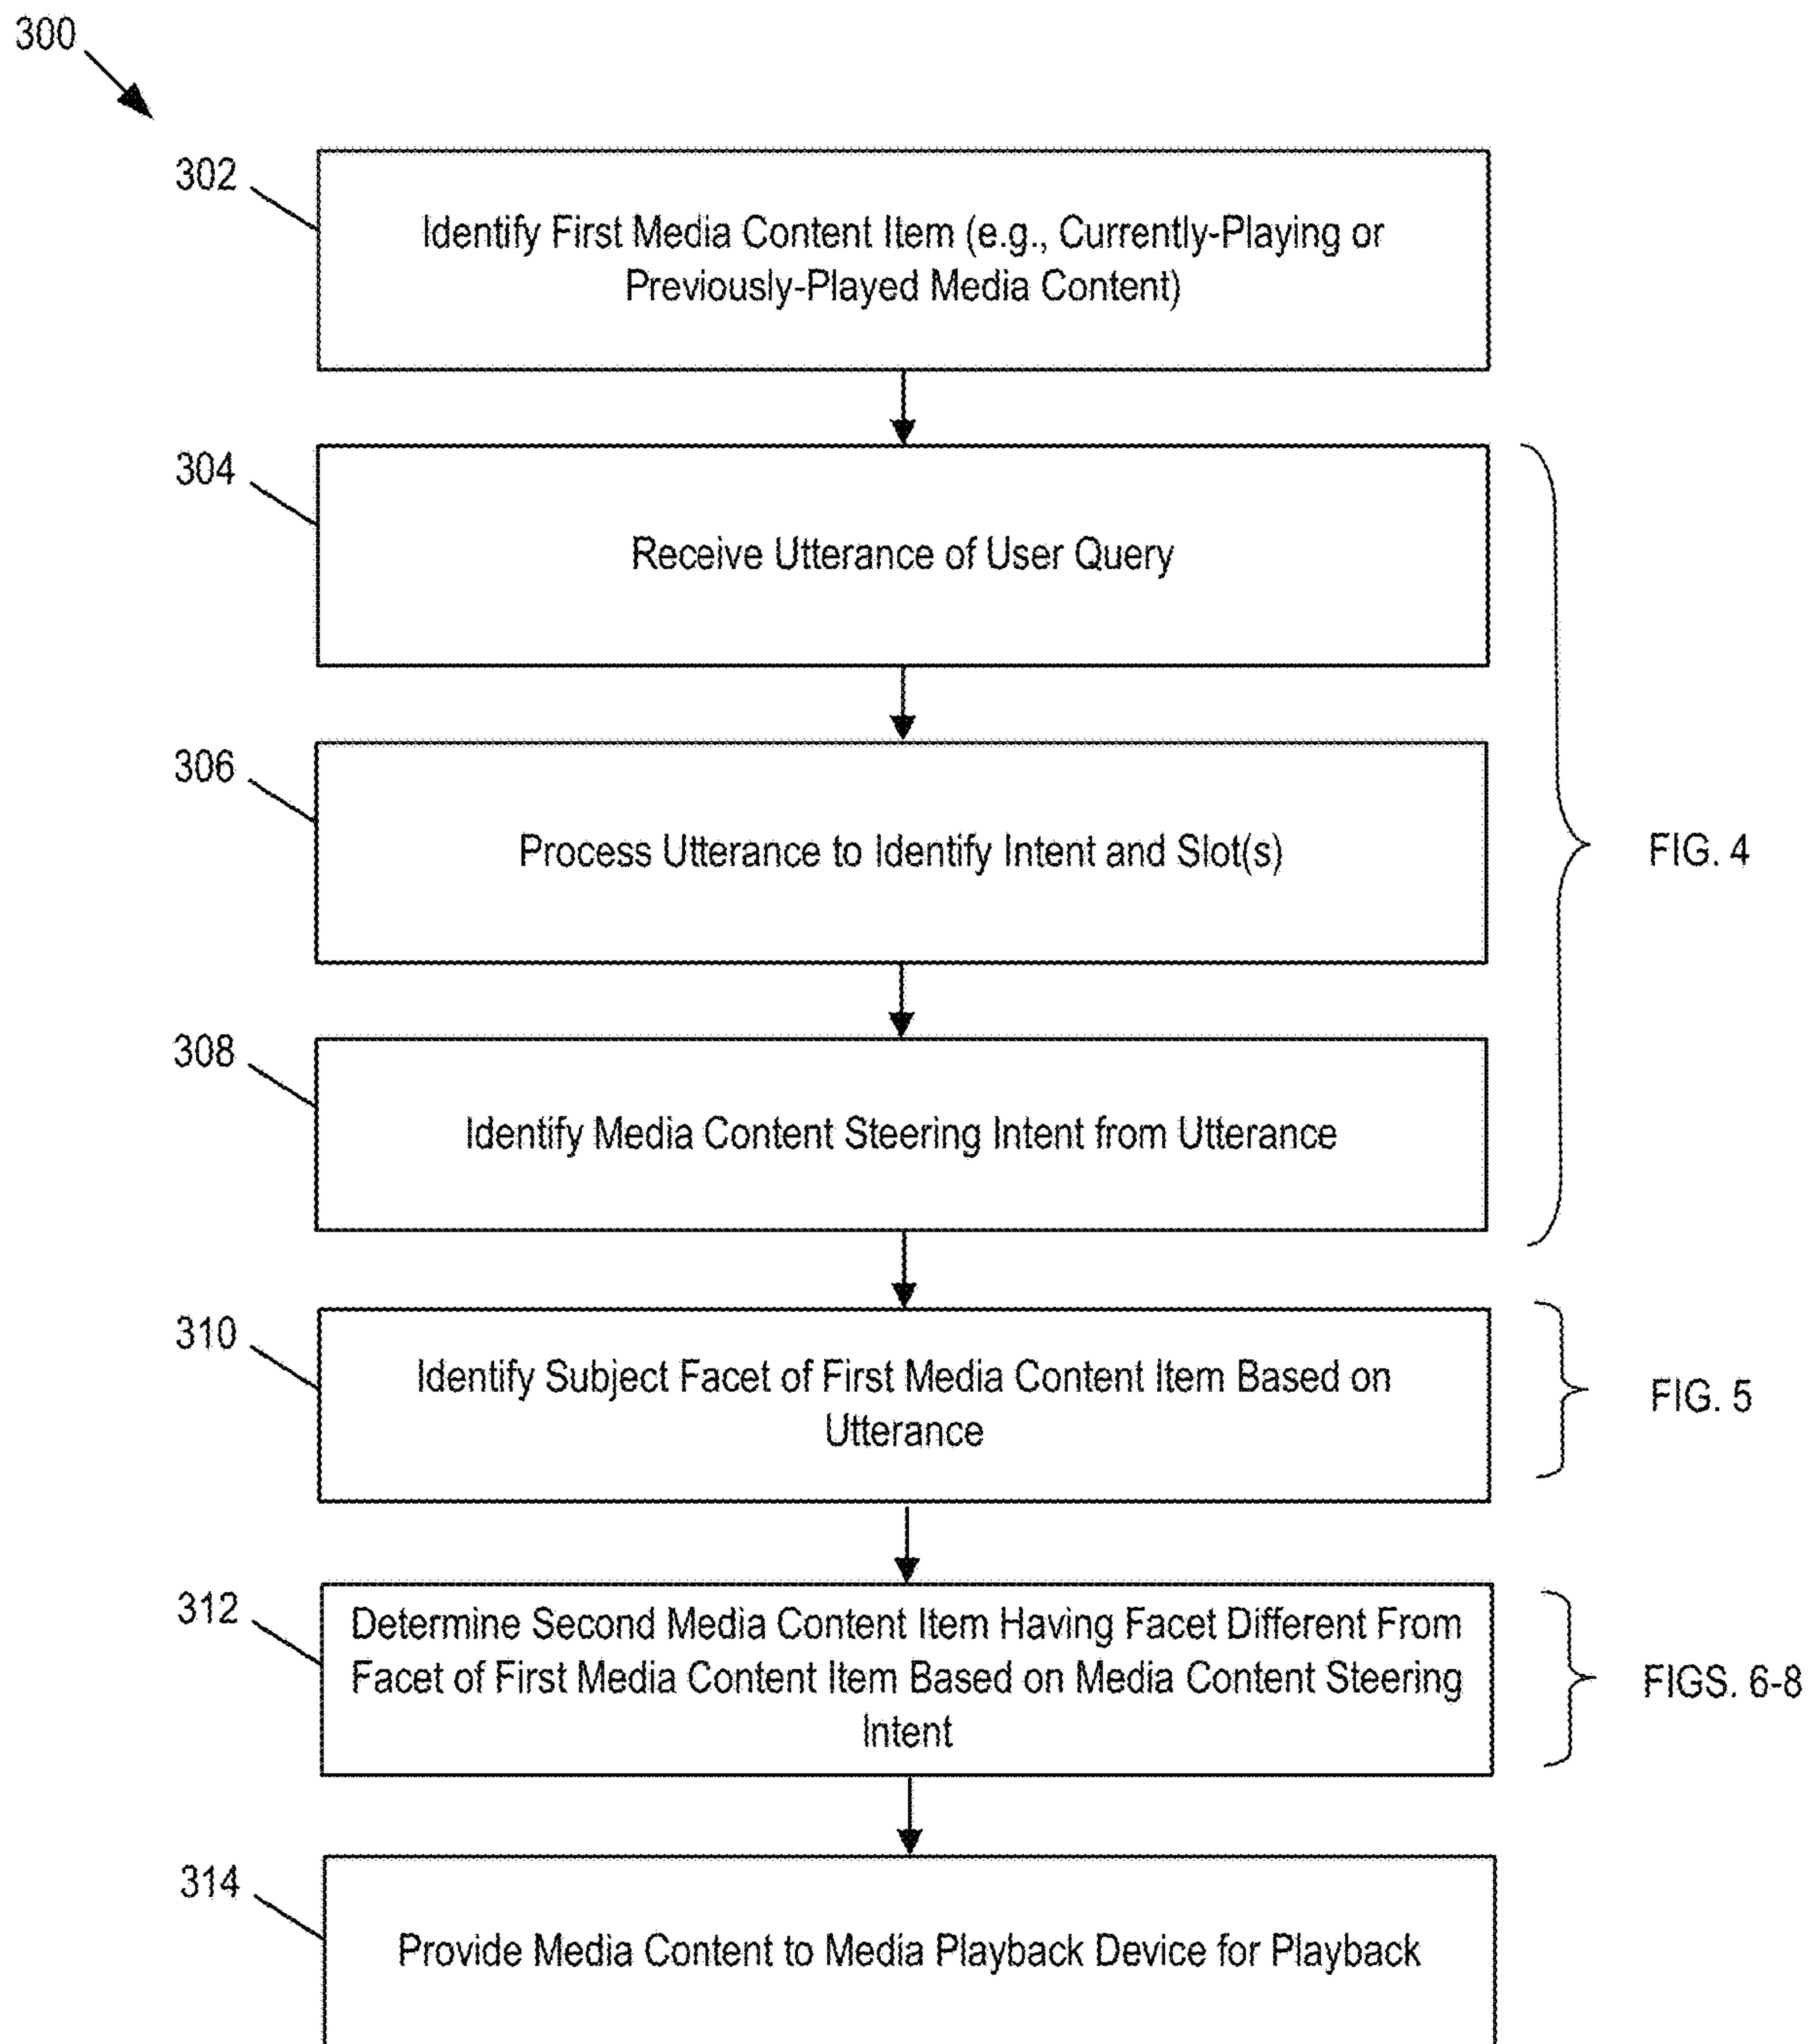 300
302
Identify First Media Content Item (e.g., Currently-Playing or
Previously-Played Media Content)
304
Receive Utterance of User Query
306
Process Utterance to Identify Intent and Slot(s)
FIG. 4
308
Identify Media Content Steering Intent from Utterance
310
Identify Subject Facet of First Media Content Item Based on
Utterance
FIG. 5
312
Determine Second Media Content Item Having Facet Different From
Facet of First Media Content Item Based on Media Content Steering
Intent
FIGS. 6-8
314
Provide Media Content to Media Playback Device for Playback